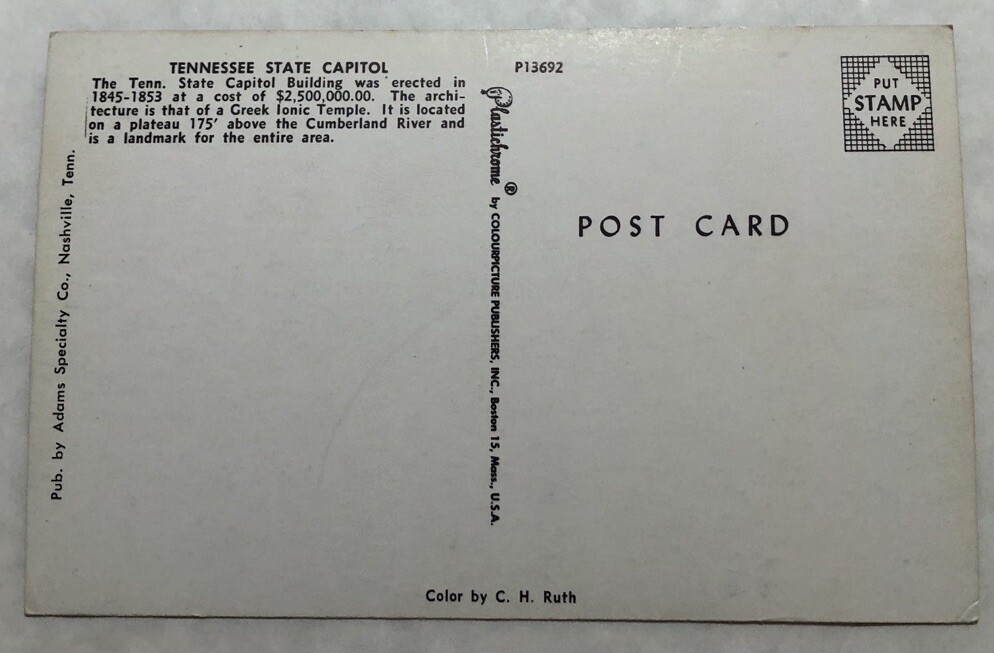 TENNESSEE STATE CAPITOL
The Tenn. State Capitol Building was erected in
1845-1853 at a cost of $2,500,000.00. The archi-
tecture is that of a Greek Ionic Temple. It is located
on a plateau 175' above the Cumberland River and
is a landmark for the entire area.
Pub. by Adams Specialty Co., Nashville, Tenn.
P13692
Plastichrome ® by COLOURPICTURE PUBLISHERS, INC., Boston 15, Mass., U.S.A.
PUT
STAMP
HERE
POST CARD
Color by C. H. Ruth